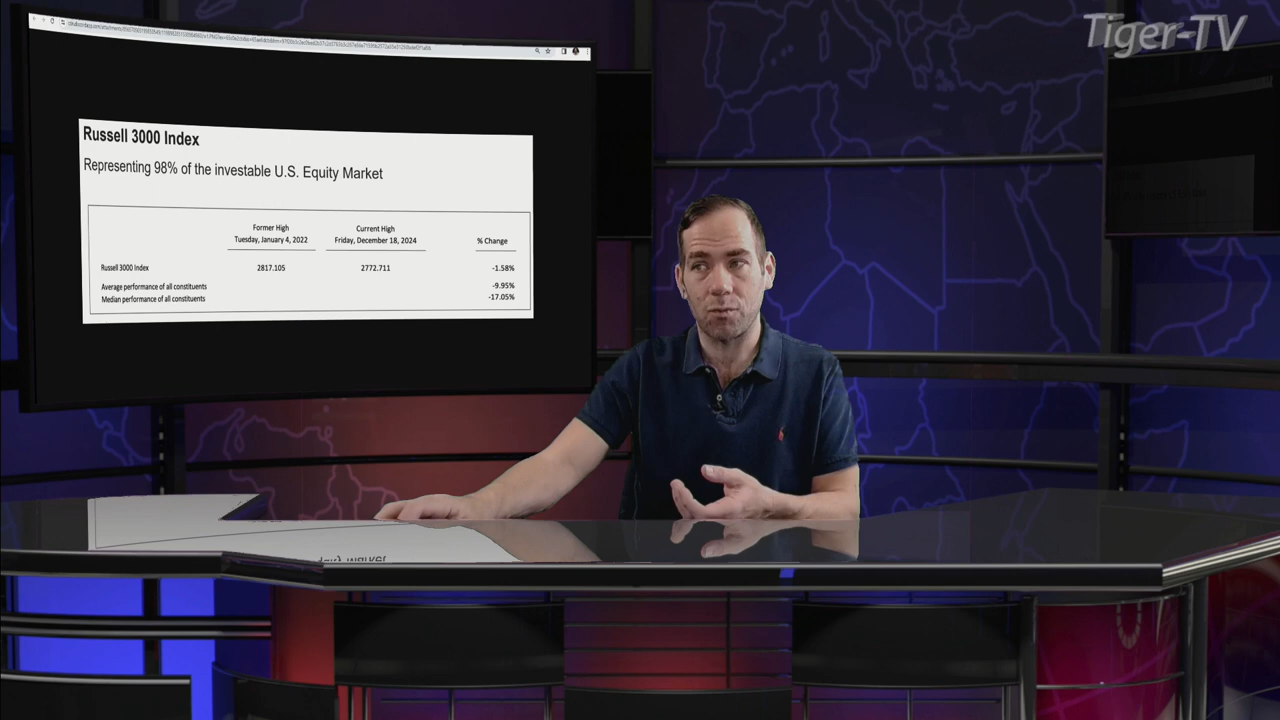 Tiger-TV
Russell 3000 Index
Representing 98% of the investable U.S. Equity Market
Former High Current High
Tuesday, January 4, 2022 Friday, December 18, 2024 % Change
Russell 3000 Index 2817.105 2772.711 -1.58%
Average performance of all constituents -9.95%
Median performance of all constituents -17.05%